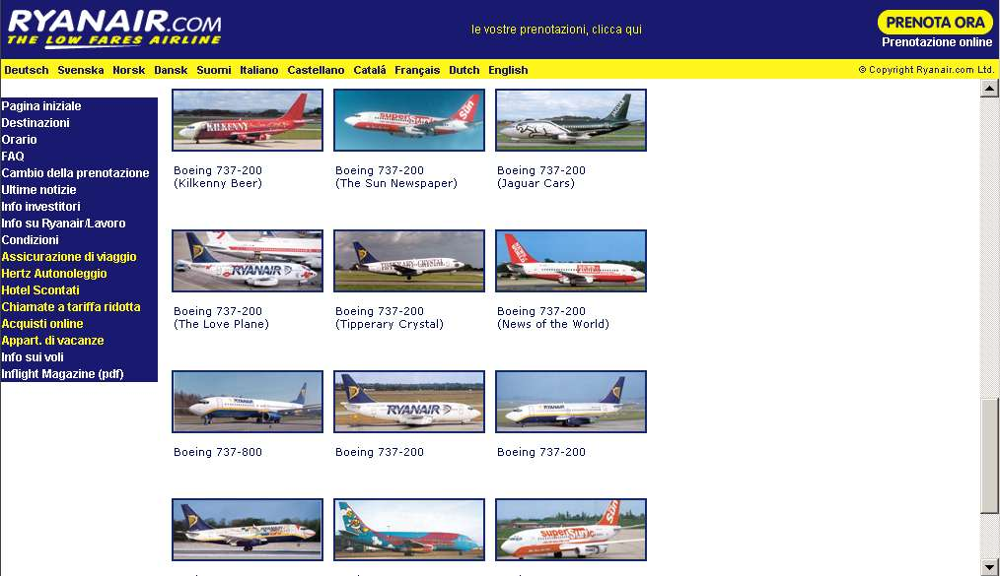 RYANAIR.COM
THE LOW FARES AIRLINE
le vostre prenotazioni, clicca qui
PRENOTA ORA
Prenotazione online
Deutsch Svenska Norsk Dansk Suomi Italiano Castellano Catalá Français Dutch English
© Copyright Ryanair.com Ltd.
Pagina iniziale
Destinazioni
Orario
FAQ
Cambio della prenotazione
Ultime notizie
Info investitori
Info su Ryanair/Lavoro
Condizioni
Assicurazione di viaggio
Hertz Autonoleggio
Hotel Scontati
Chiamate a tariffa ridotta
Acquisti online
Appart. di vacanze
Info sui voli
Inflight Magazine (pdf)
KILKENNY
Sun
Boeing 737-200
(Kilkenny Beer)
Boeing 737-200
(The Sun Newspaper)
Boeing 737-200
(Jaguar Cars)
RYANAIR
TIPPERARY CRYSTAL
Boeing 737-200
(The Love Plane)
Boeing 737-200
(Tipperary Crystal)
Boeing 737-200
(News of the World)
RYANAIR
RYANAIR
RYANAIR
Boeing 737-800
Boeing 737-200
Boeing 737-200
Sun